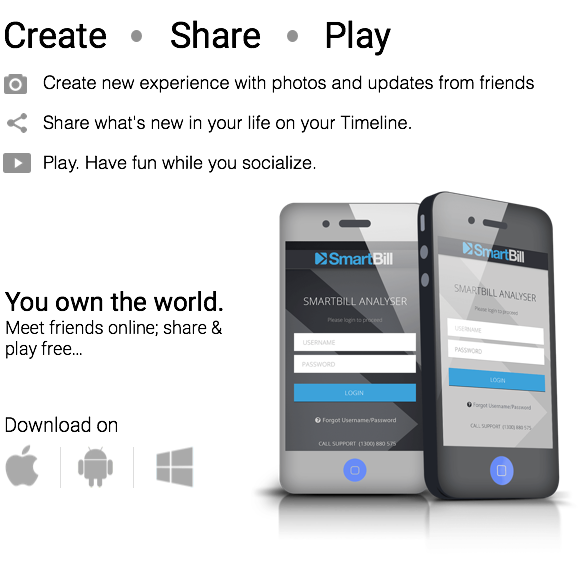 Create • Share • Play
Create new experience with photos and updates from friends
Share what's new in your life on your Timeline.
Play. Have fun while you socialize.
You own the world.
Meet friends online; share &
play free...
Download on
SmartBill
SMARTBILL ANALYSER
Please login to proceed
USERNAME
PASSWORD
LOGIN
Forgot Username/Password
CALL SUPPORT (1300) 880 575
SmartBill
SMARTBILL ANALYSER
Please login to proceed
USERNAME
PASSWORD
LOGIN
Forgot Username/Password
CALL SUPPORT (1300) 880 575